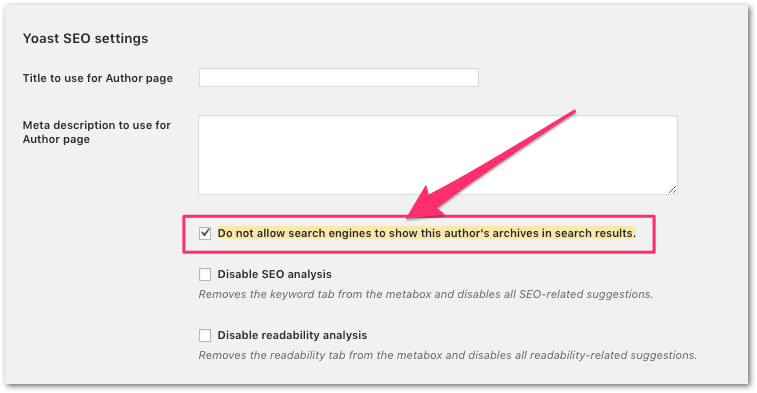 Yoast SEO settings
Title to use for Author page
Meta description to use for
Author page
Do not allow search engines to show this author's archives in search results.
Disable SEO analysis
Removes the keyword tab from the metabox and disables all SEO-related suggestions.
Disable readability analysis
Removes the readability tab from the metabox and disables all readability-related suggestions.